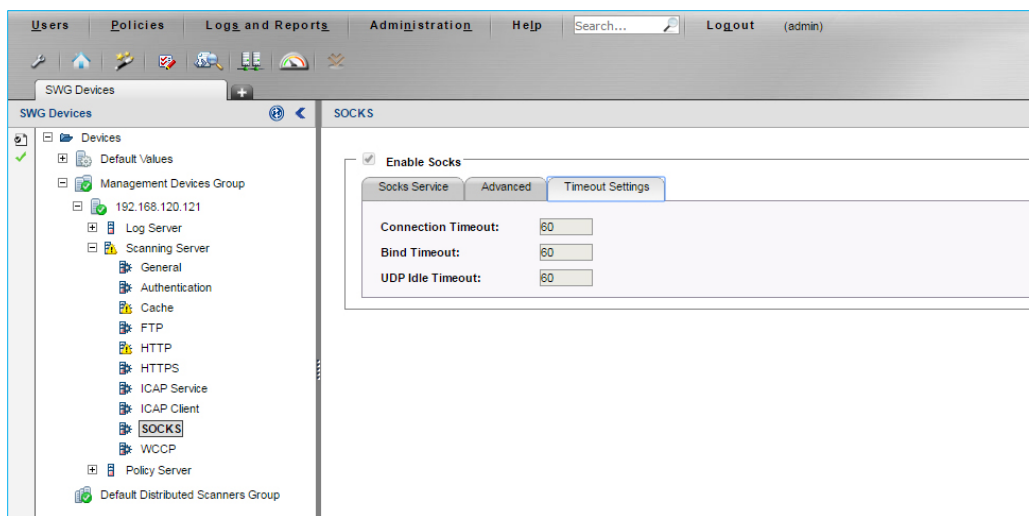 Users Policies Logs and Reports Administration Help Search... Logout (admin)
SWG Devices
SWG Devices
SOCKS
Devices
Default Values
Management Devices Group
192.168.120.121
Log Server
Scanning Server
General
Authentication
Cache
FTP
HTTP
HTTPS
ICAP Service
ICAP Client
SOCKS
WCCP
Policy Server
Default Distributed Scanners Group
Enable Socks
Socks Service Advanced Timeout Settings
Connection Timeout: 60
Bind Timeout: 60
UDP Idle Timeout: 60